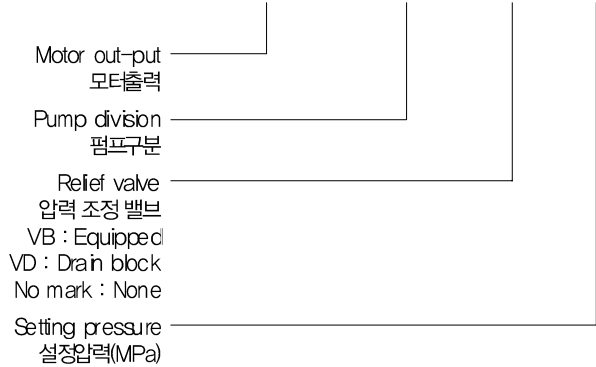 Motor out-put
모터출력
Pump division
펌프구분
Relief valve
압력 조정 밸브
VB : Equipped
VD : Drain block
No mark : None
Setting pressure
설정압력(MPa)